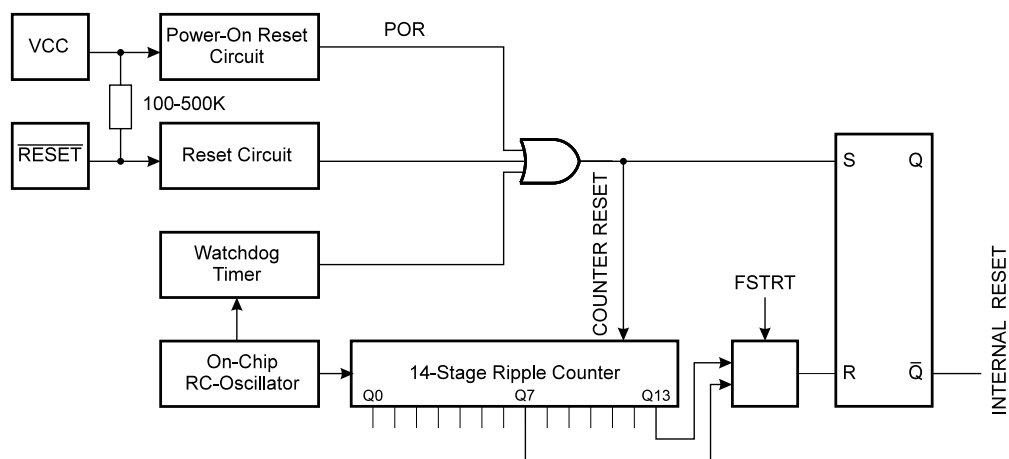 VCC
Power-On Reset
Circuit
POR
100-500K
RESET
Reset Circuit
S
Q
Watchdog
Timer
COUNTER RESET
FSTRT
INTERNAL RESET
On-Chip
RC-Oscillator
14-Stage Ripple Counter
Q0
Q7
Q13
R
Q̅